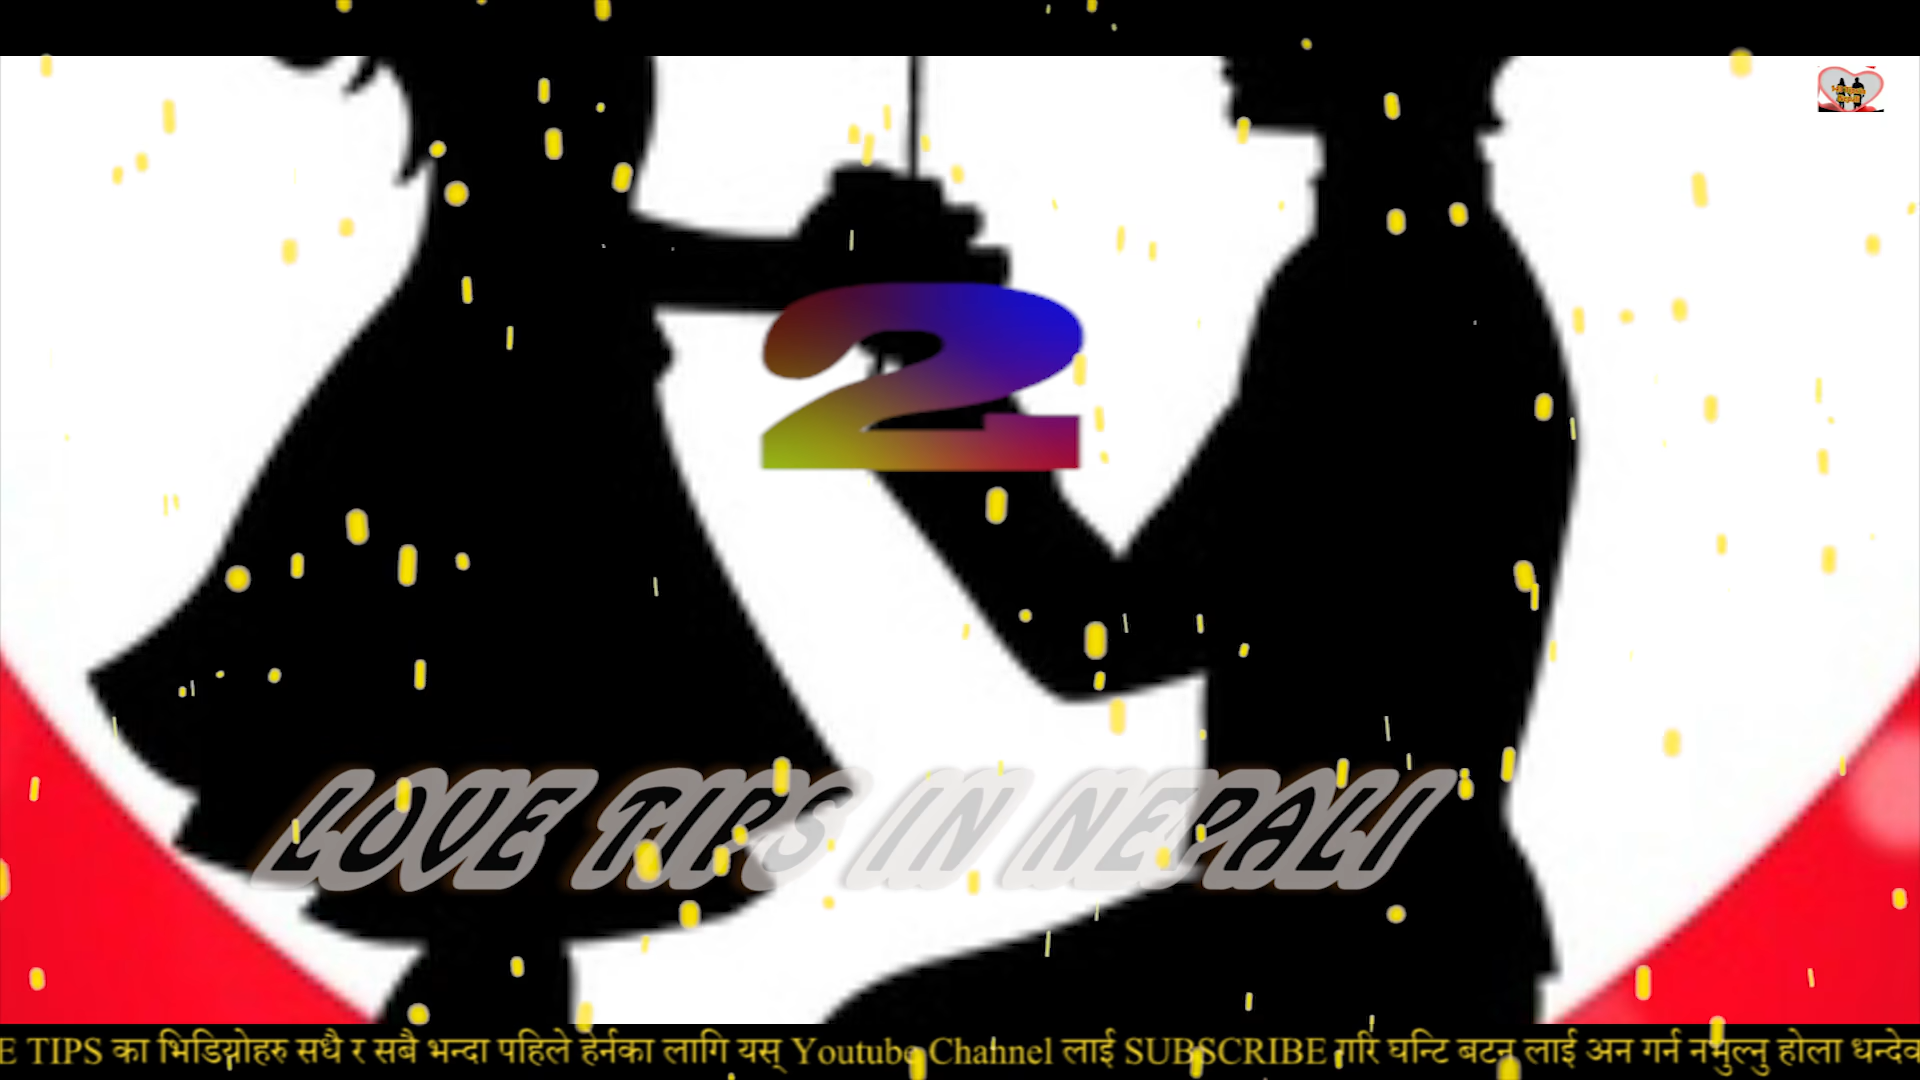 2
LOVE TIPS IN NEPALI
E TIPS का भिडियोहरु सधै र सबै भन्दा पहिले हेर्नका लागि यस् Youtube Channel लाई SUBSCRIBE गरि घन्टि बटन लाई अन गर्न नभुल्नु होला धन्देव